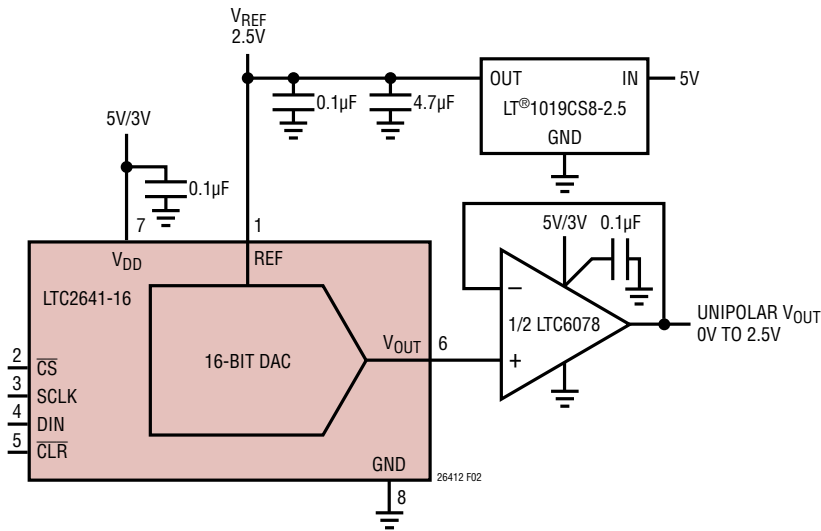 VREF
2.5V
OUT
IN
5V
LT®1019CS8-2.5
GND
0.1µF
4.7µF
5V/3V
0.1µF
7
1
VDD
REF
LTC2641-16
16-BIT DAC
VOUT
6
2
CS
3
SCLK
4
DIN
5
CLR
GND
8
26412 F02
5V/3V
0.1µF
–
1/2 LTC6078
+
UNIPOLAR VOUT
0V TO 2.5V